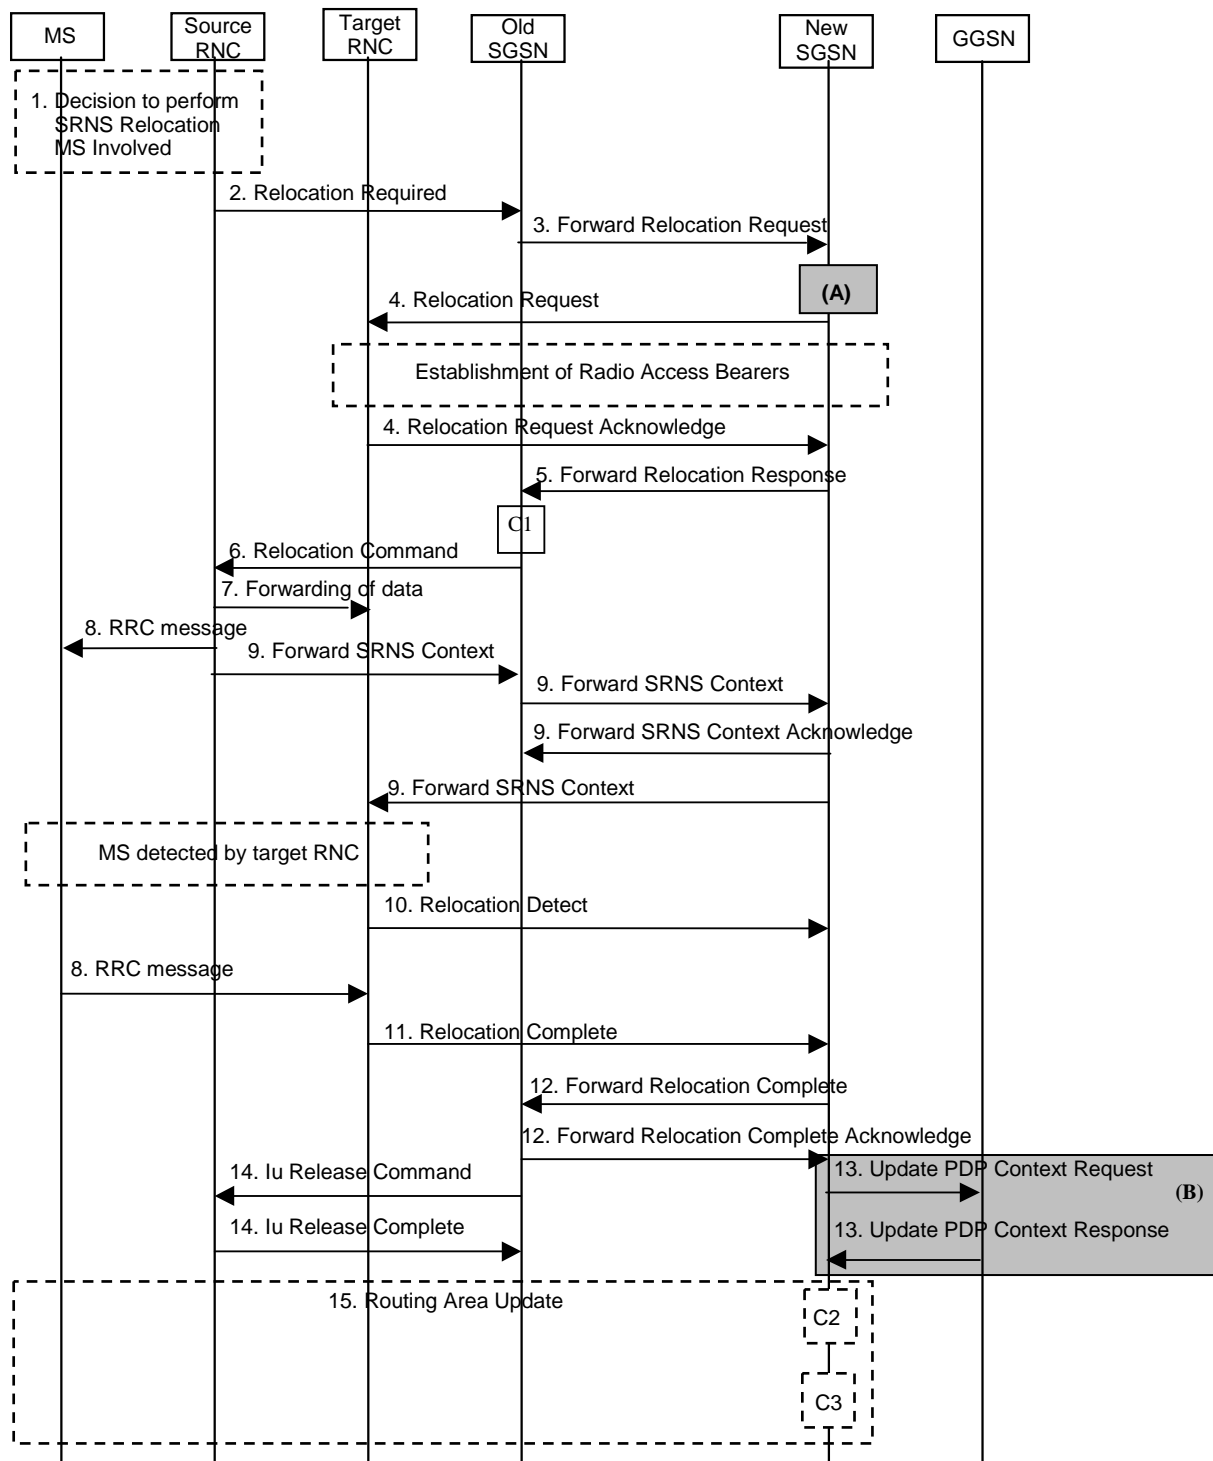 MS
Source
RNC
Target
RNC
Old
SGSN
New
SGSN
GGSN
1. Decision to perform
SRNS Relocation
MS Involved
2. Relocation Required
3. Forward Relocation Request
(A)
4. Relocation Request
Establishment of Radio Access Bearers
4. Relocation Request Acknowledge
5. Forward Relocation Response
C1
6. Relocation Command
7. Forwarding of data
8. RRC message
9. Forward SRNS Context
9. Forward SRNS Context
9. Forward SRNS Context Acknowledge
9. Forward SRNS Context
MS detected by target RNC
10. Relocation Detect
8. RRC message
11. Relocation Complete
12. Forward Relocation Complete
12. Forward Relocation Complete Acknowledge
14. Iu Release Command
13. Update PDP Context Request
(B)
14. Iu Release Complete
13. Update PDP Context Response
15. Routing Area Update
C2
C3